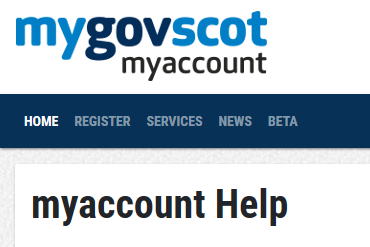 mygovscot
myaccount
HOME REGISTER SERVICES NEWS BETA
myaccount Help